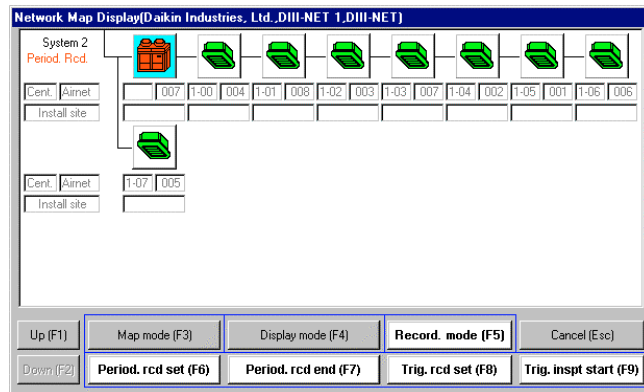 Network Map Display(Daikin Industries, Ltd.,DIII-NET 1,DIII-NET)
System 2
Period. Rcd.
Cent. Airnet 007 1-00 004 1-01 008 1-02 003 1-03 007 1-04 002 1-05 001 1-06 006
Install site
Cent. Airnet 1-07 005
Install site
Up (F1) Map mode (F3) Display mode (F4) Record. mode (F5) Cancel (Esc)
Down (F2) Period. rcd set (F6) Period. rcd end (F7) Trig. rcd set (F8) Trig. inspt start (F9)